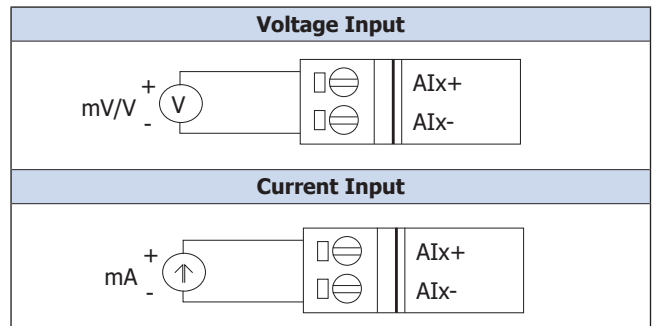 Voltage Input
+
mV/V
-
V
AIx+
AIx-
Current Input
+
mA
-
AIx+
AIx-